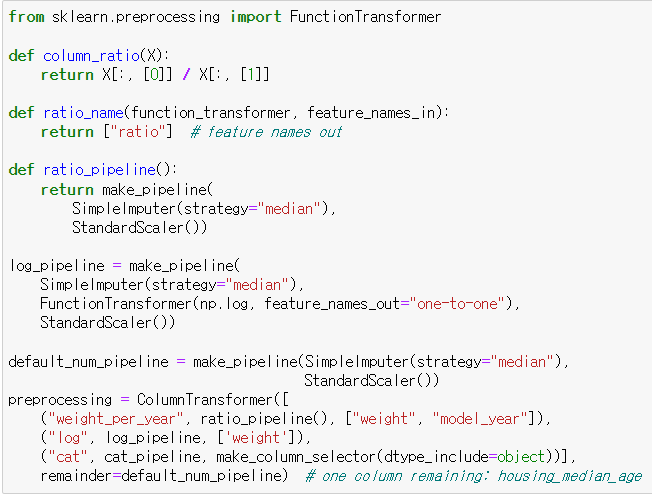 from sklearn.preprocessing import FunctionTransformer

def column_ratio(X):
    return X[:, [0]] / X[:, [1]]

def ratio_name(function_transformer, feature_names_in):
    return ["ratio"]  # feature names out

def ratio_pipeline():
    return make_pipeline(
        SimpleImputer(strategy="median"),
        StandardScaler())

log_pipeline = make_pipeline(
    SimpleImputer(strategy="median"),
    FunctionTransformer(np.log, feature_names_out="one-to-one"),
    StandardScaler())

default_num_pipeline = make_pipeline(SimpleImputer(strategy="median"),
                                     StandardScaler())
preprocessing = ColumnTransformer([
    ("weight_per_year", ratio_pipeline(), ["weight", "model_year"]),
    ("log", log_pipeline, ['weight']),
    ("cat", cat_pipeline, make_column_selector(dtype_include=object))],
    remainder=default_num_pipeline)  # one column remaining: housing_median_age